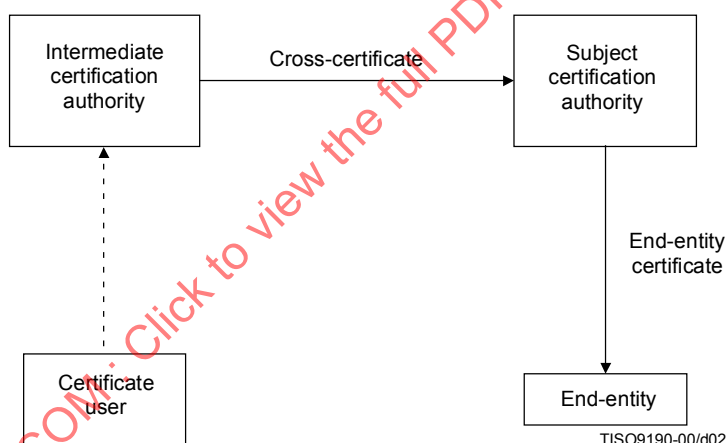 Intermediate
certification
authority
Cross-certificate
Subject
certification
authority
End-entity
certificate
Certificate
user
End-entity
TISO9190-00/d02
COM: Click to view the full PDF